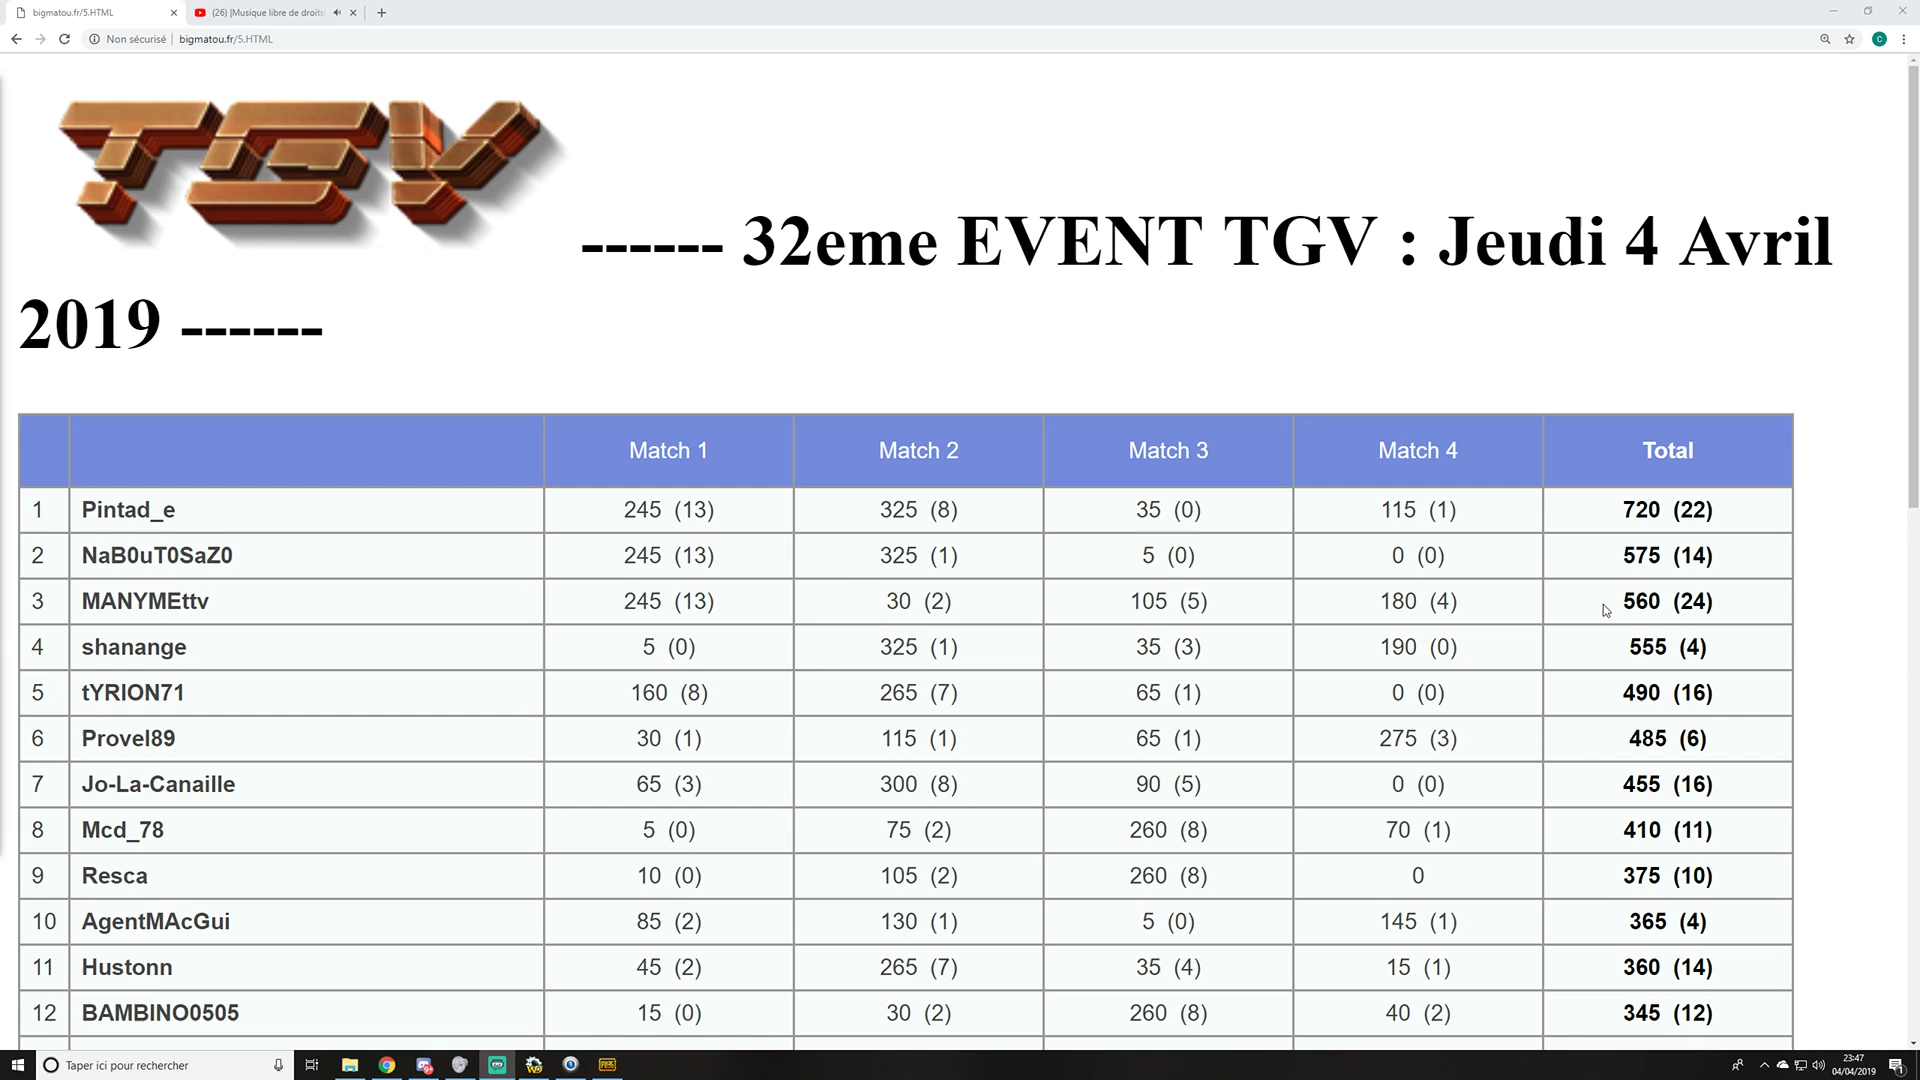 bigmatou.fr/5.HTML
(26) |Musique libre de droits
Non sécurisé | bigmatou.fr/5.HTML
C
TGV ------ 32eme EVENT TGV : Jeudi 4 Avril
2019 ------
Match 1 Match 2 Match 3 Match 4 Total
1 Pintad_e 245 (13) 325 (8) 35 (0) 115 (1) 720 (22)
2 NaB0uT0SaZ0 245 (13) 325 (1) 5 (0) 0 (0) 575 (14)
3 MANYMEttv 245 (13) 30 (2) 105 (5) 180 (4) 560 (24)
4 shanange 5 (0) 325 (1) 35 (3) 190 (0) 555 (4)
5 tYRION71 160 (8) 265 (7) 65 (1) 0 (0) 490 (16)
6 Provel89 30 (1) 115 (1) 65 (1) 275 (3) 485 (6)
7 Jo-La-Canaille 65 (3) 300 (8) 90 (5) 0 (0) 455 (16)
8 Mcd_78 5 (0) 75 (2) 260 (8) 70 (1) 410 (11)
9 Resca 10 (0) 105 (2) 260 (8) 0 375 (10)
10 AgentMAcGui 85 (2) 130 (1) 5 (0) 145 (1) 365 (4)
11 Hustonn 45 (2) 265 (7) 35 (4) 15 (1) 360 (14)
12 BAMBINO0505 15 (0) 30 (2) 260 (8) 40 (2) 345 (12)
Taper ici pour rechercher
23:47
04/04/2019